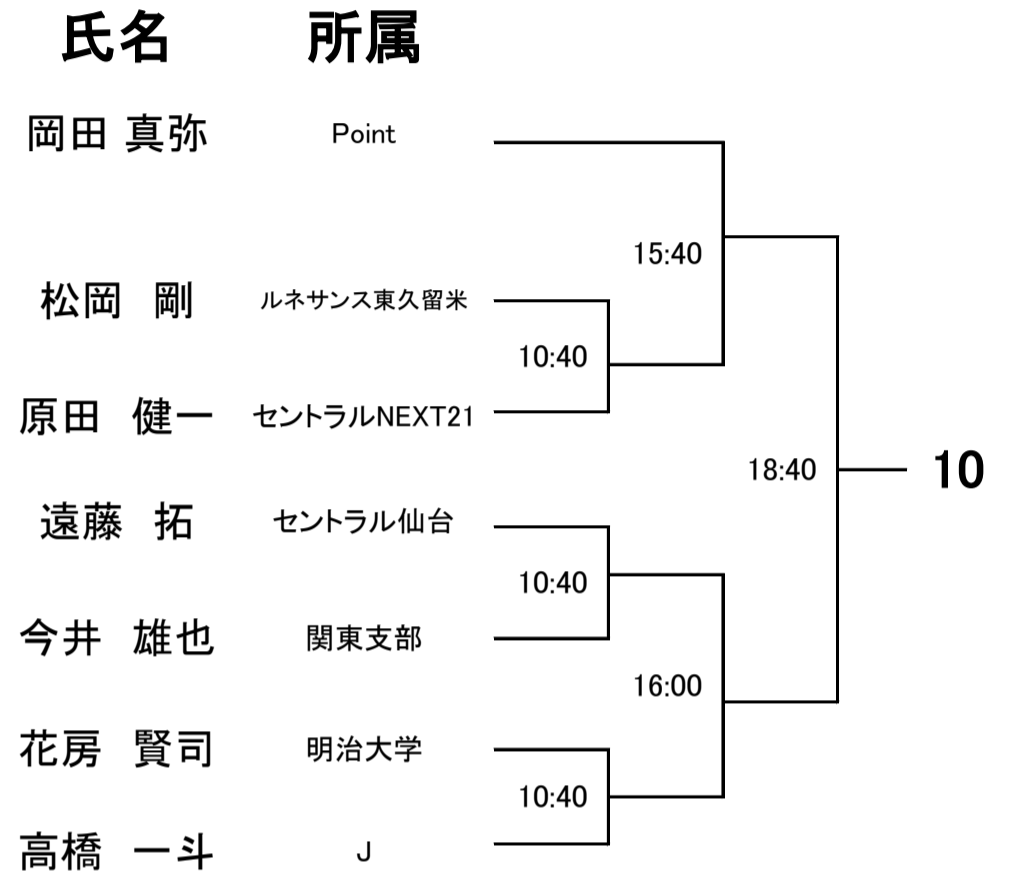 氏名 所属
岡田 真弥 Point
15:40
松岡 剛 ルネサンス東久留米
10:40
原田 健一 セントラルNEXT21
18:40 10
遠藤 拓 セントラル仙台
10:40
今井 雄也 関東支部
16:00
花房 賢司 明治大学
10:40
高橋 一斗 J